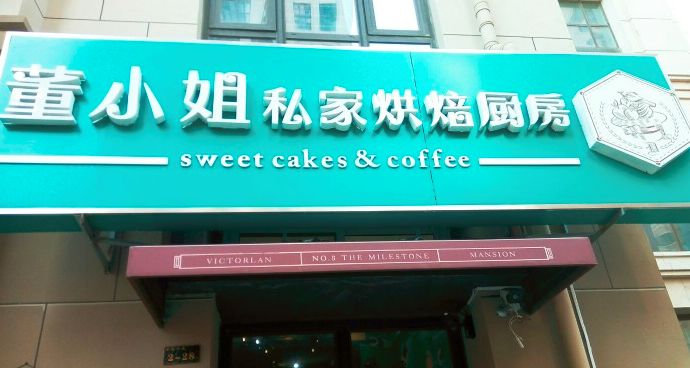 董小姐私家烘焙厨房
sweet cakes & coffee
VICTORLAN NO.8 THE MILESTONE MANSION
2-28